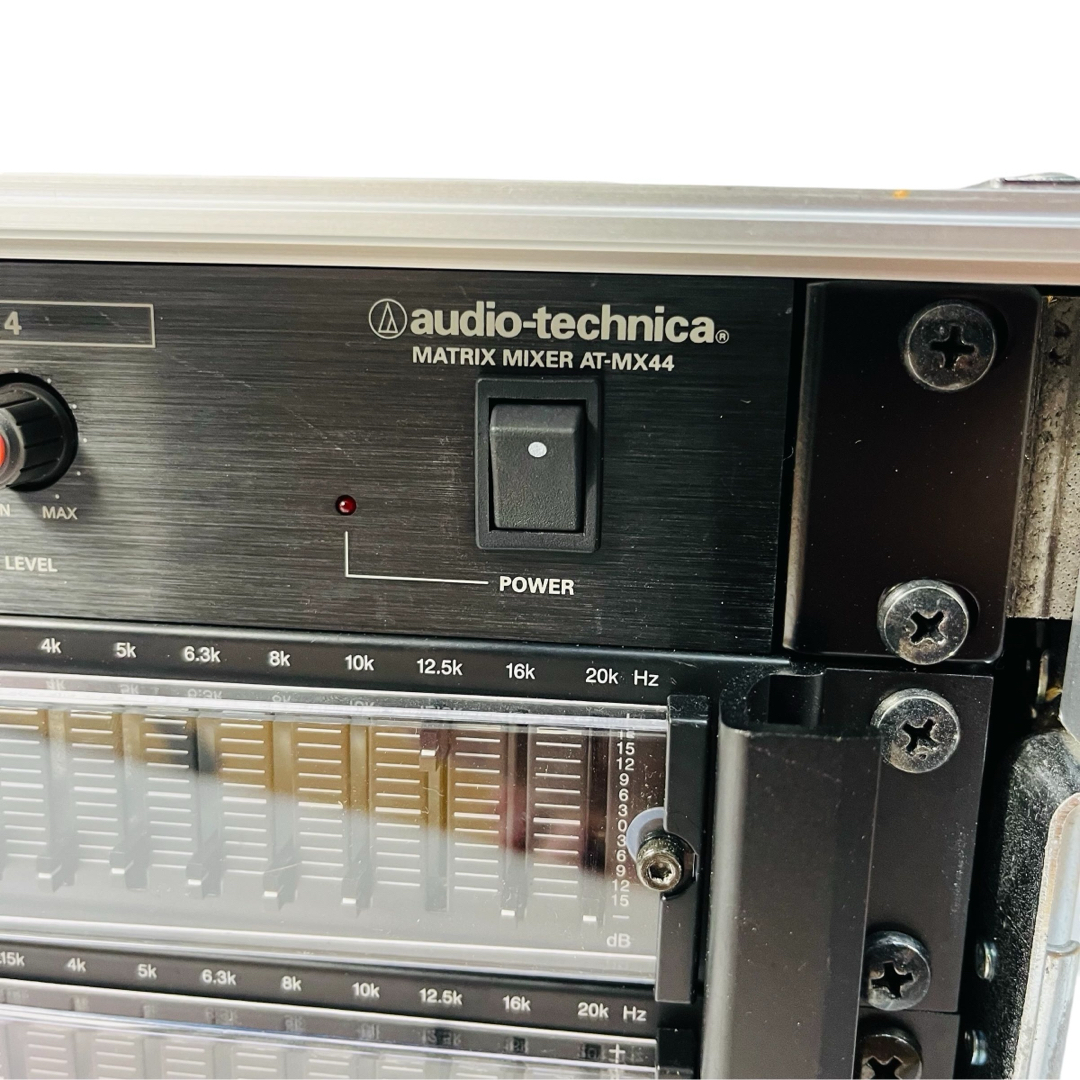 4
audio-technica®
MATRIX MIXER AT-MX44
N MAX
LEVEL
POWER
4k 5k 6.3k 8k 10k 12.5k 16k 20k Hz
+
15
12
9
6
3
0
3
6
9
12
15
—
dB
.15k 4k 5k 6.3k 8k 10k 12.5k 16k 20k Hz
+